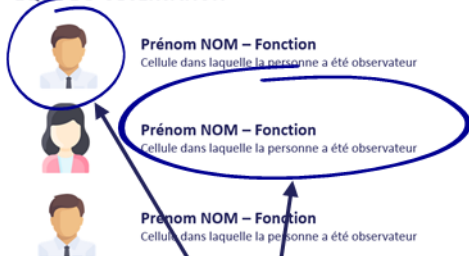 Prénom NOM – Fonction
Cellule dans laquelle la personne a été observateur
Prénom NOM – Fonction
Cellule dans laquelle la personne a été observateur
Prénom NOM – Fonction
Cellule dans laquelle la personne a été observateur